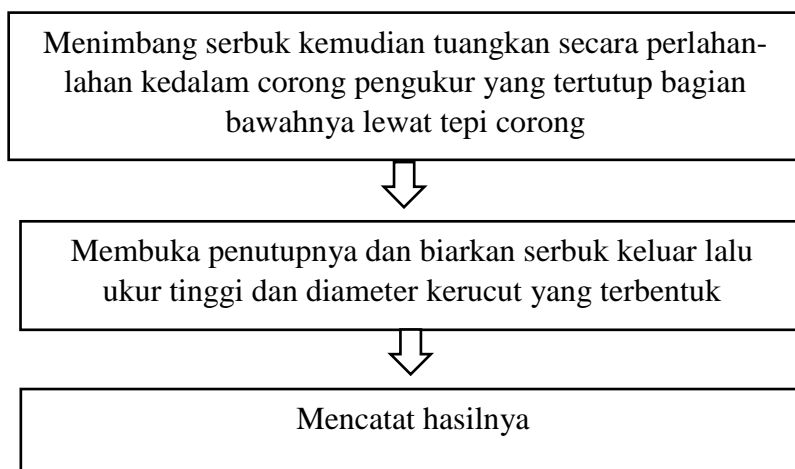 Menimbang serbuk kemudian tuangkan secara perlahan-
lahan kedalam corong pengukur yang tertutup bagian
bawahnya lewat tepi corong
Membuka penutupnya dan biarkan serbuk keluar lalu
ukur tinggi dan diameter kerucut yang terbentuk
Mencatat hasilnya